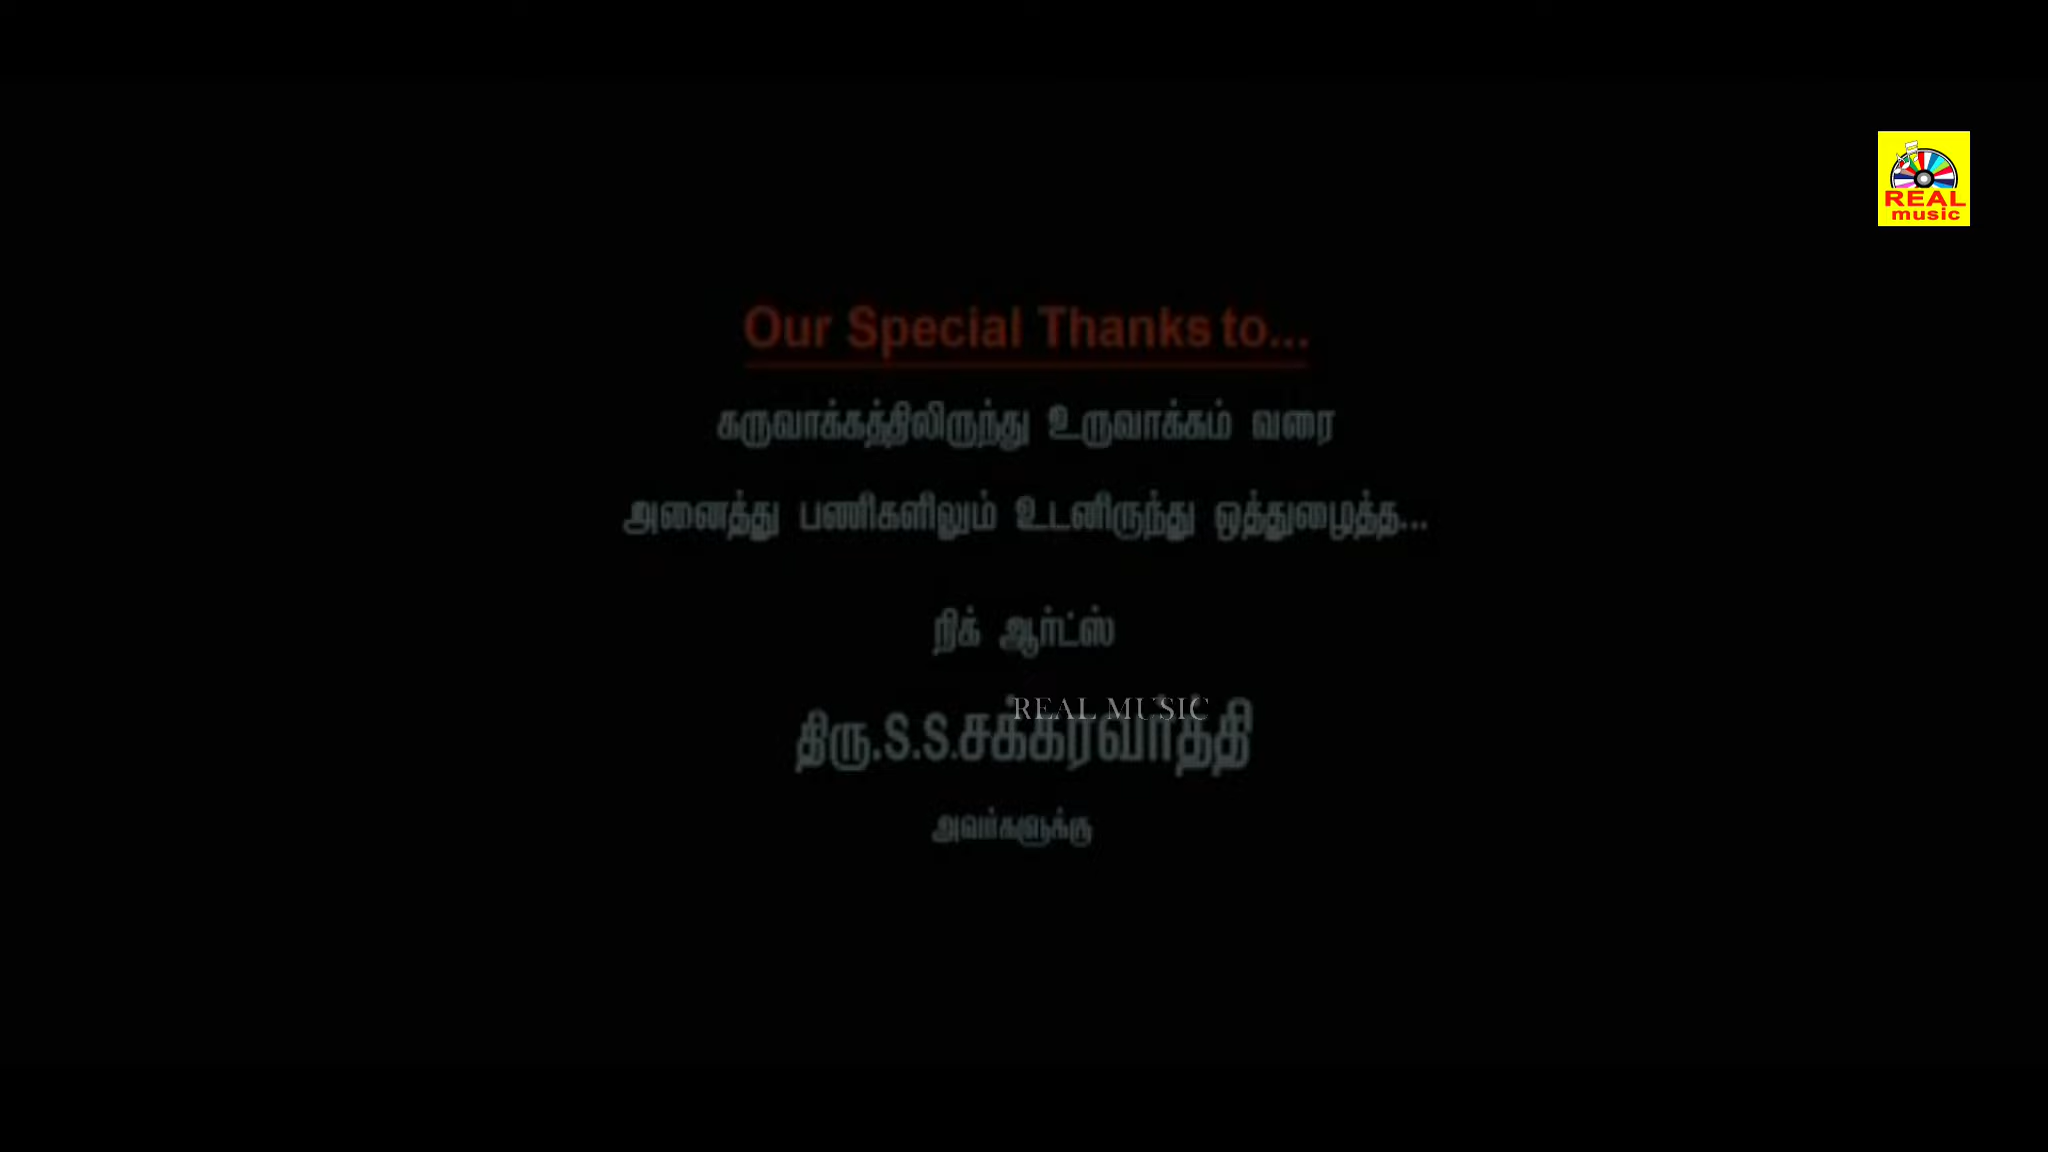 REAL
music
Our Special Thanks to...
கருவாக்கத்திலிருந்து உருவாக்கம் வரை
அனைத்து பணிகளிலும் உடனிருந்து ஒத்துழைத்த...
றிக் ஆர்ட்ஸ்
REAL MUSIC
திரு.S.S.சக்கரவர்த்தி
அவர்களுக்கு